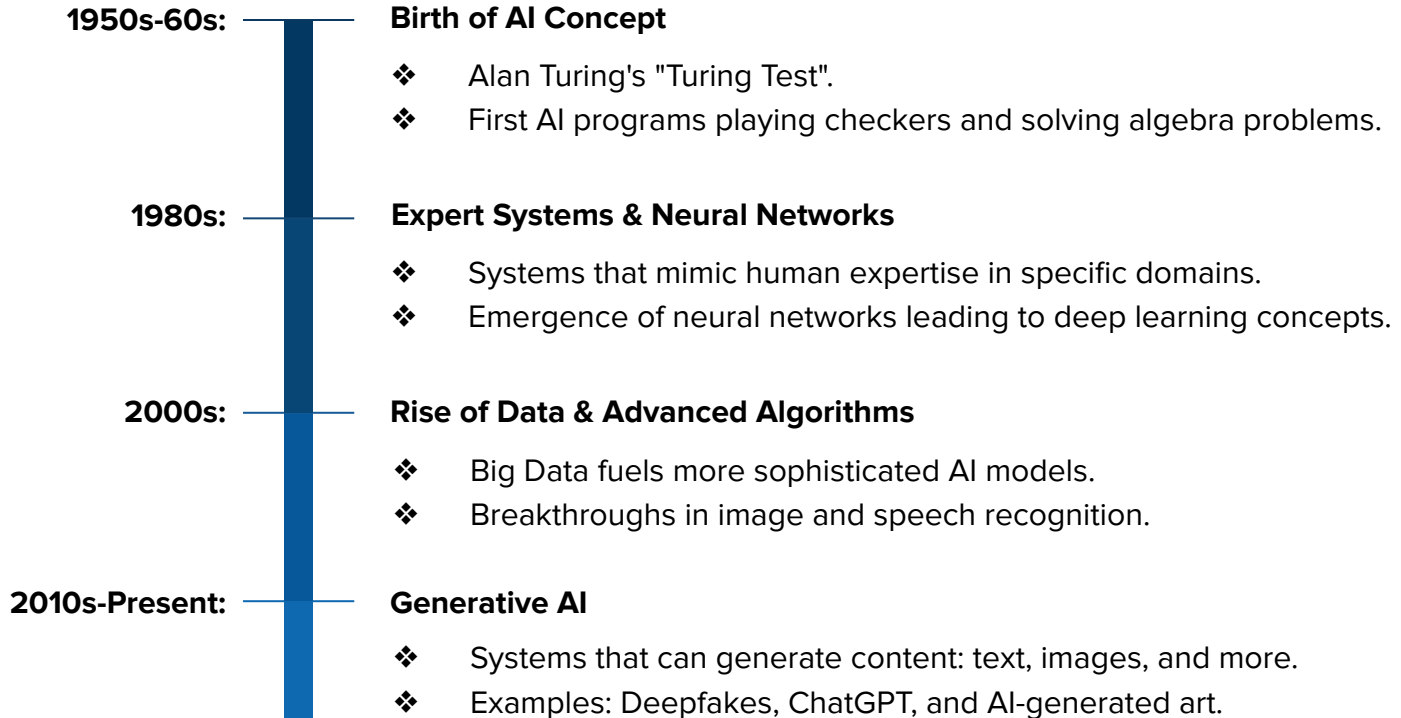 1950s-60s: Birth of AI Concept
❖ Alan Turing's "Turing Test".
❖ First AI programs playing checkers and solving algebra problems.
1980s: Expert Systems & Neural Networks
❖ Systems that mimic human expertise in specific domains.
❖ Emergence of neural networks leading to deep learning concepts.
2000s: Rise of Data & Advanced Algorithms
❖ Big Data fuels more sophisticated AI models.
❖ Breakthroughs in image and speech recognition.
2010s-Present: Generative AI
❖ Systems that can generate content: text, images, and more.
❖ Examples: Deepfakes, ChatGPT, and AI-generated art.